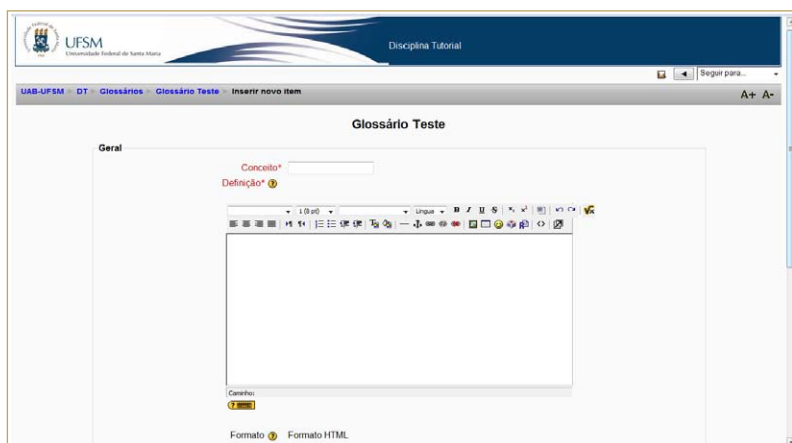 UFSM
Universidade Federal de Santa Maria
Disciplina Tutorial
Seguir para...
UAB-UFSM DT Glossários Glossário Teste Inserir novo item
A+ A-
Glossário Teste
Geral
Conceito*
Definição* ?
1 (8 pt) Língua B I U S
Caminho:
?
Formato ? Formato HTML